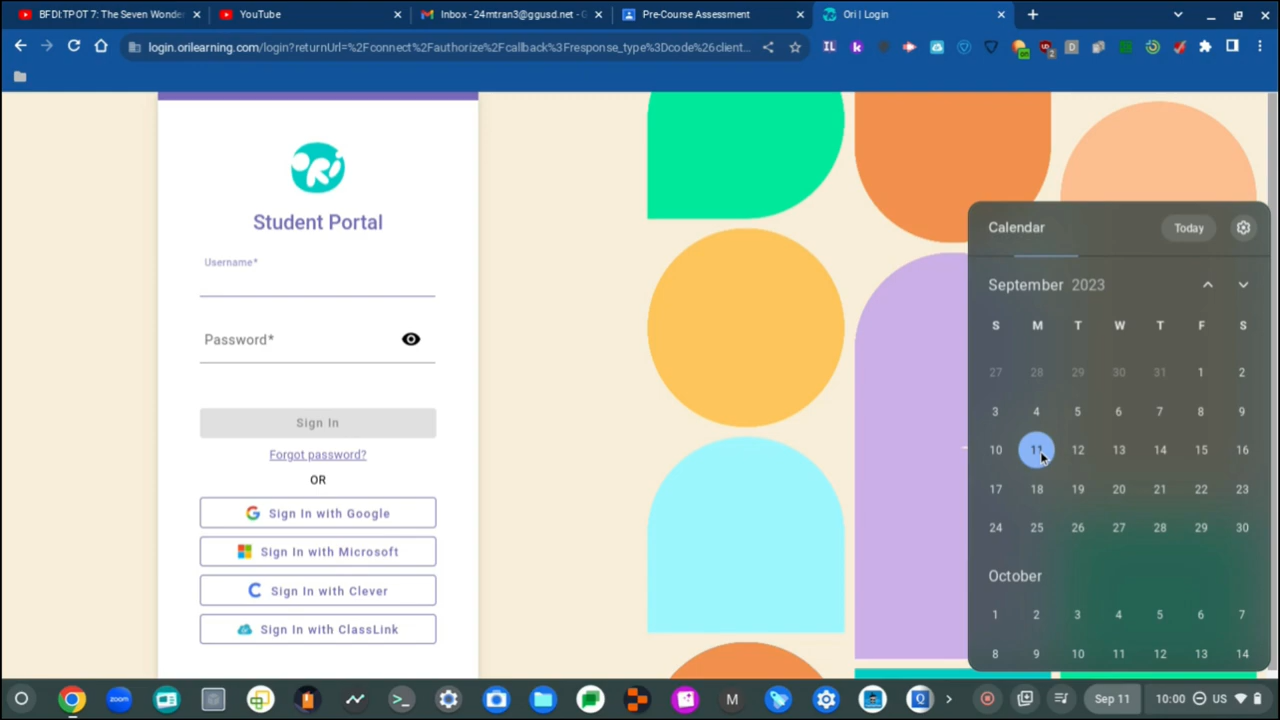 BFDI:TPOT 7: The Seven Wonder
YouTube
Inbox - 24mtran3@ggusd.net - G
Pre-Course Assessment
Ori | Login
login.orilearning.com/login?returnUrl=%2Fconnect%2Fauthorize%2Fcallback%3Fresponse_type%3Dcode%26client...
ORi
Student Portal
Username*
Password*
Sign In
Forgot password?
OR
Sign In with Google
Sign In with Microsoft
Sign In with Clever
Sign In with ClassLink
Calendar Today
September 2023
S M T W T F S
27 28 29 30 31 1 2
3 4 5 6 7 8 9
10 11 12 13 14 15 16
17 18 19 20 21 22 23
24 25 26 27 28 29 30
October
1 2 3 4 5 6 7
8 9 10 11 12 13 14
zoom
M
Q
Sep 11
10:00
US